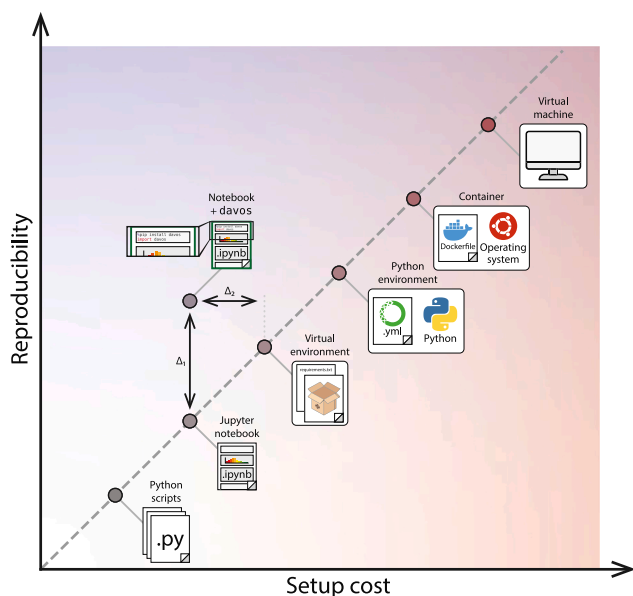 Reproducibility
Virtual
machine
Container
Dockerfile
Operating
system
Notebook
+ davos
%pip install davos
import davos
.ipynb
Python
environment
.yml
Python
Δ₂
Δ₁
Virtual
environment
requirements.txt
Jupyter
notebook
.ipynb
Python
scripts
.py
Setup cost